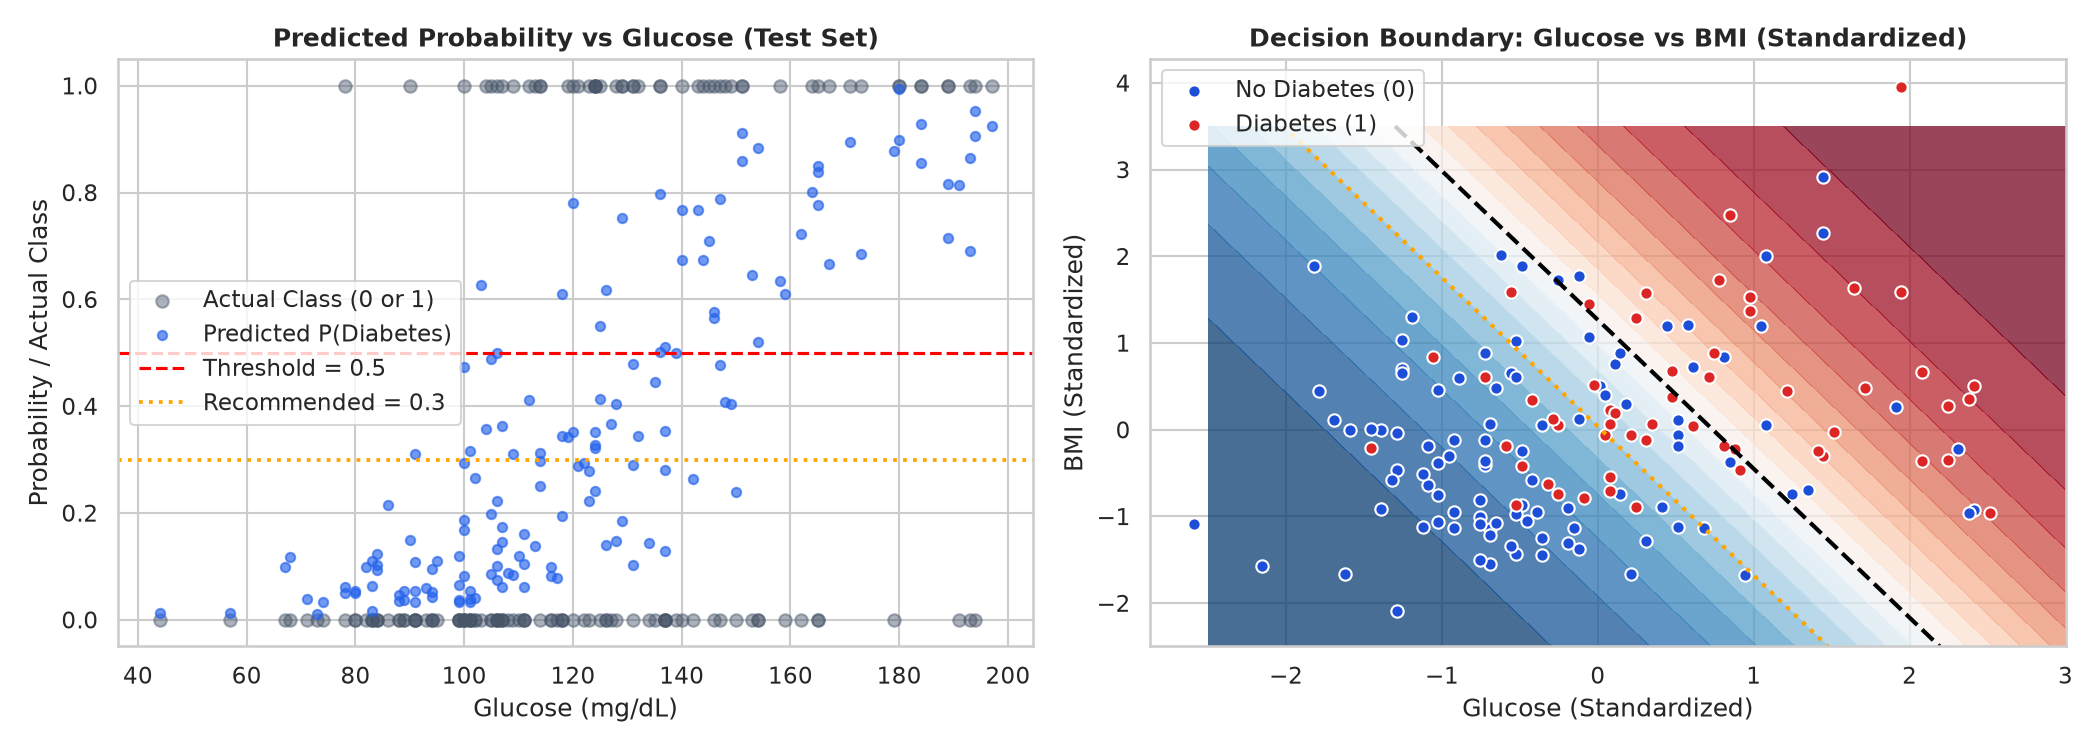 Predicted Probability vs Glucose (Test Set)
Probability / Actual Class
1.0
0.8
0.6
0.4
0.2
0.0
Actual Class (0 or 1)
Predicted P(Diabetes)
Threshold = 0.5
Recommended = 0.3
40 60 80 100 120 140 160 180 200
Glucose (mg/dL)
Decision Boundary: Glucose vs BMI (Standardized)
BMI (Standardized)
4
3
2
1
0
−1
−2
No Diabetes (0)
Diabetes (1)
−2 −1 0 1 2 3
Glucose (Standardized)